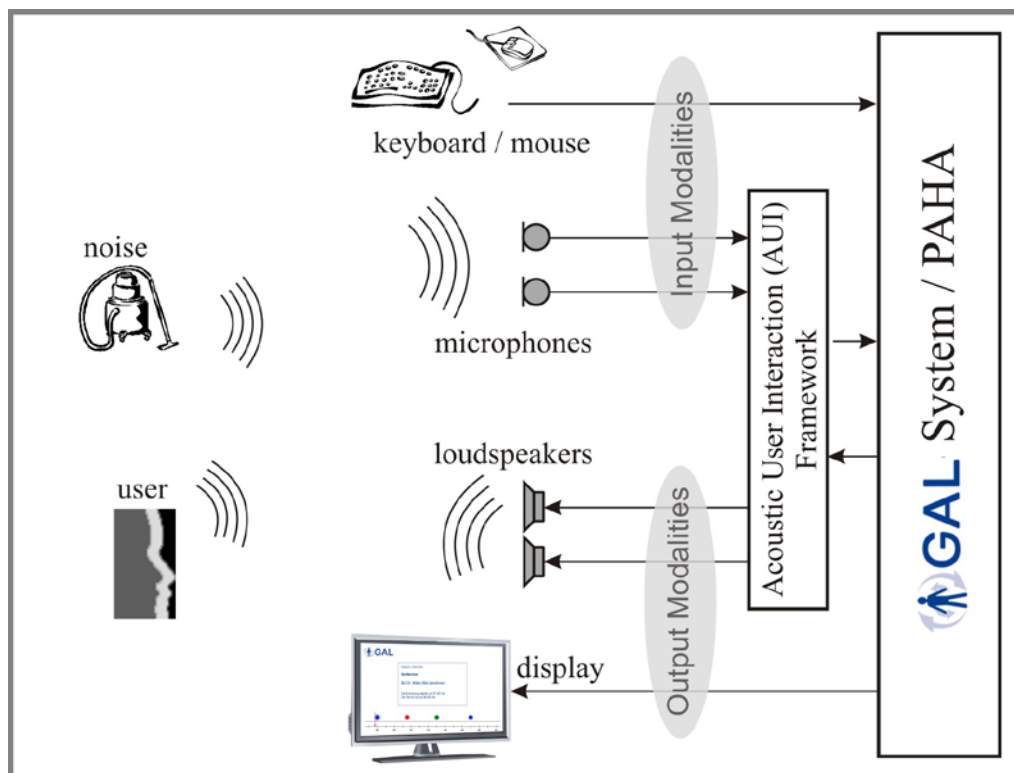 keyboard / mouse
noise
microphones
Input Modalities
Acoustic User Interaction (AUI)
Framework
GAL System / PAHA
loudspeakers
user
Output Modalities
display
GAL